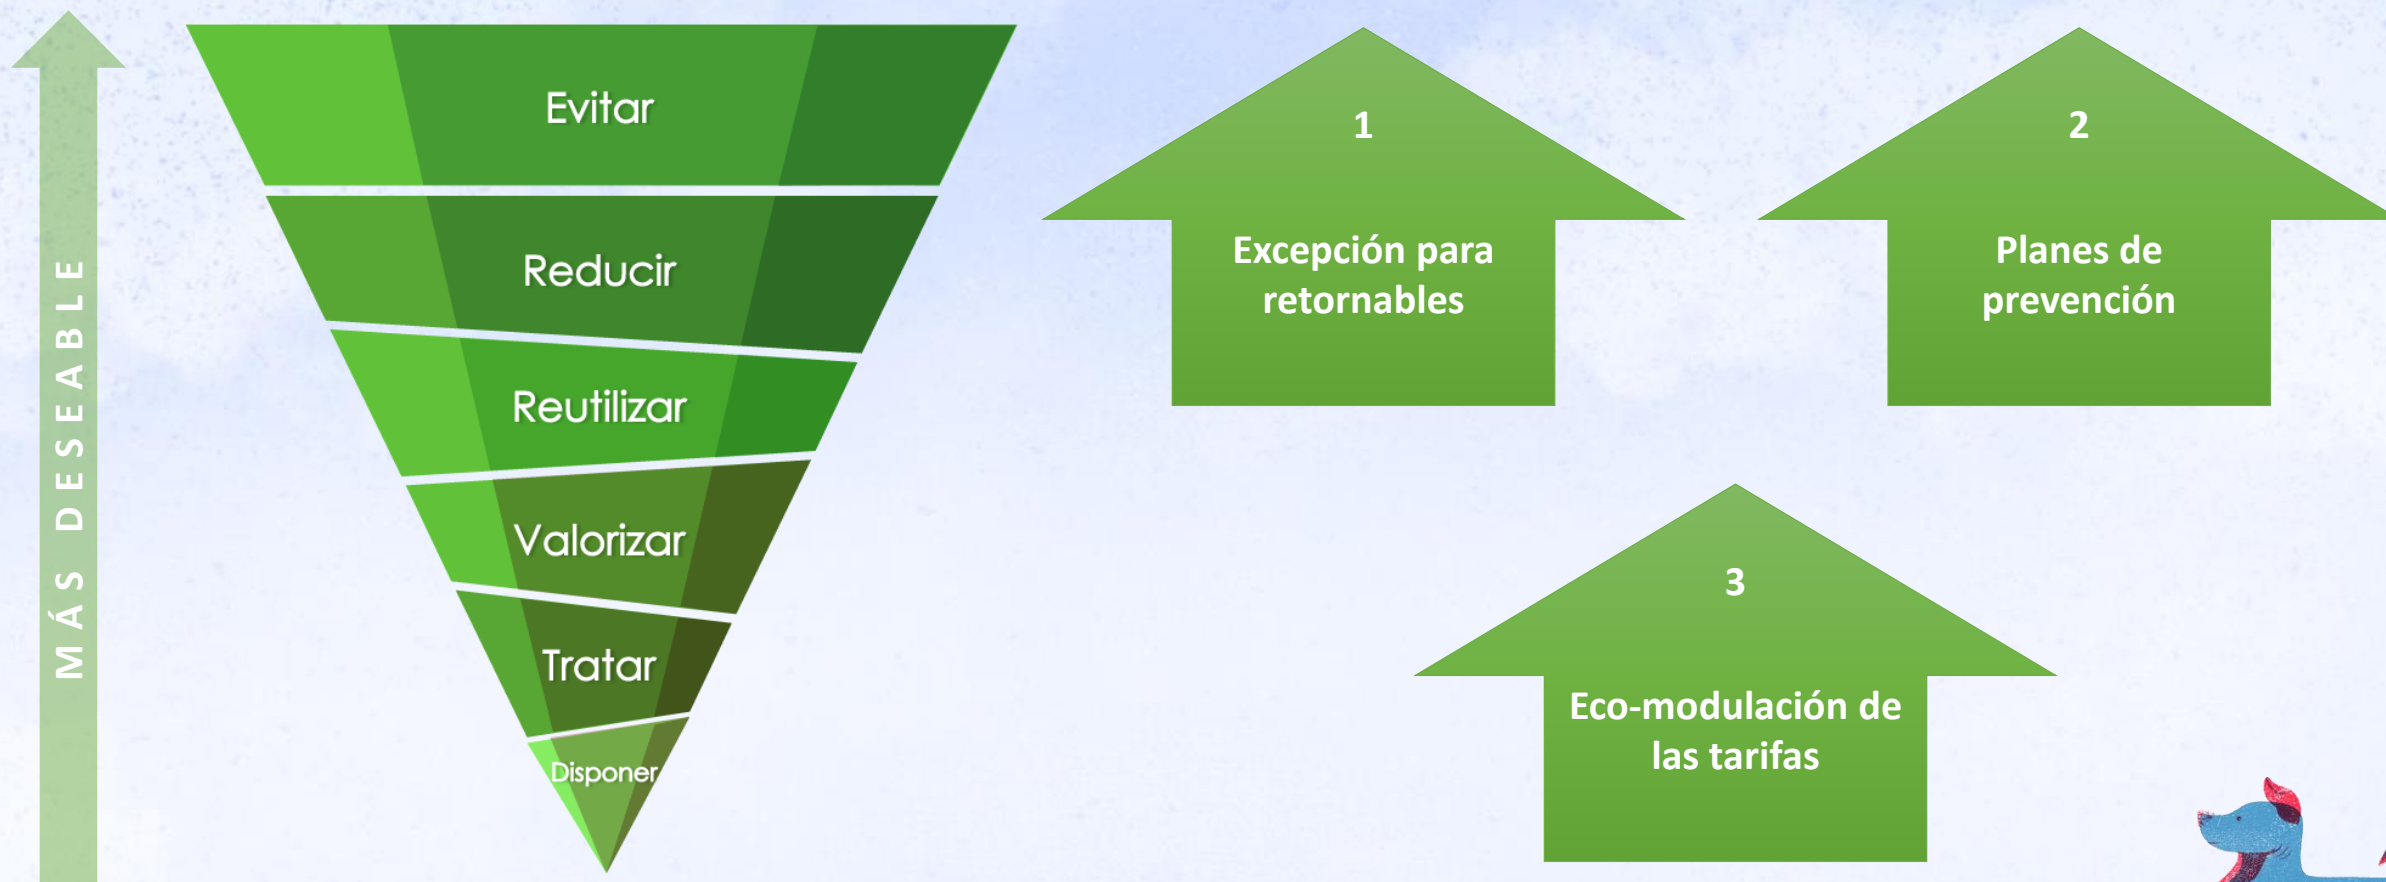 MÁS DESEABLE
Evitar
Reducir
Reutilizar
Valorizar
Tratar
Disponer
1
Excepción para
retornables
2
Planes de
prevención
3
Eco-modulación de
las tarifas